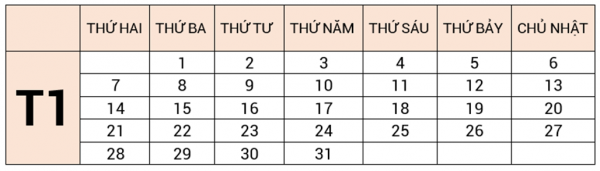 THỨ HAI THỨ BA THỨ TƯ THỨ NĂM THỨ SÁU THỨ BẢY CHỦ NHẬT
1 2 3 4 5 6
7 8 9 10 11 12 13
T1
14 15 16 17 18 19 20
21 22 23 24 25 26 27
28 29 30 31